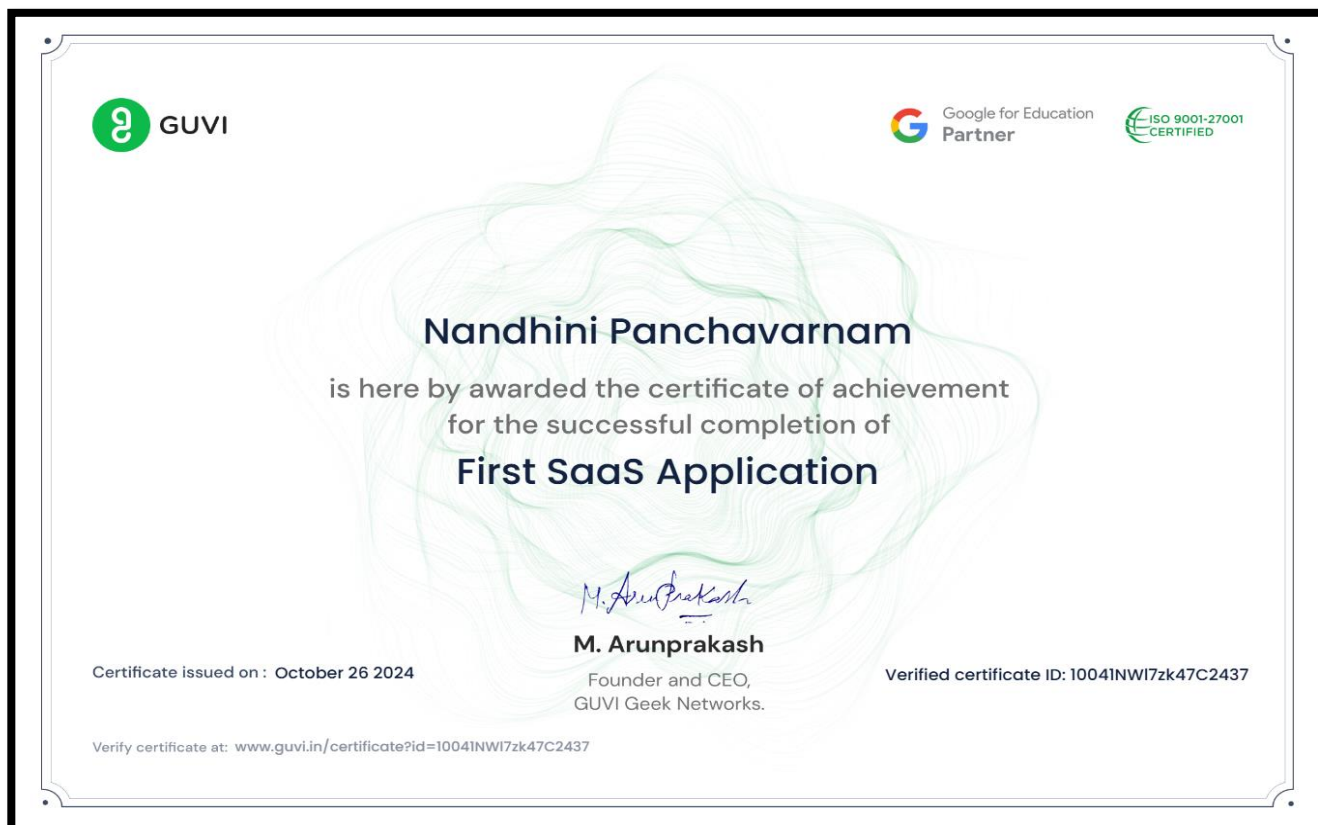 GUVI
Google for Education
Partner
ISO 9001-27001
CERTIFIED
Nandhini Panchavarnam
is here by awarded the certificate of achievement
for the successful completion of
First SaaS Application
M. Arunprakash
M. Arunprakash
Founder and CEO,
GUVI Geek Networks.
Certificate issued on : October 26 2024
Verified certificate ID: 10041NWl7zk47C2437
Verify certificate at: www.guvi.in/certificate?id=10041NWl7zk47C2437